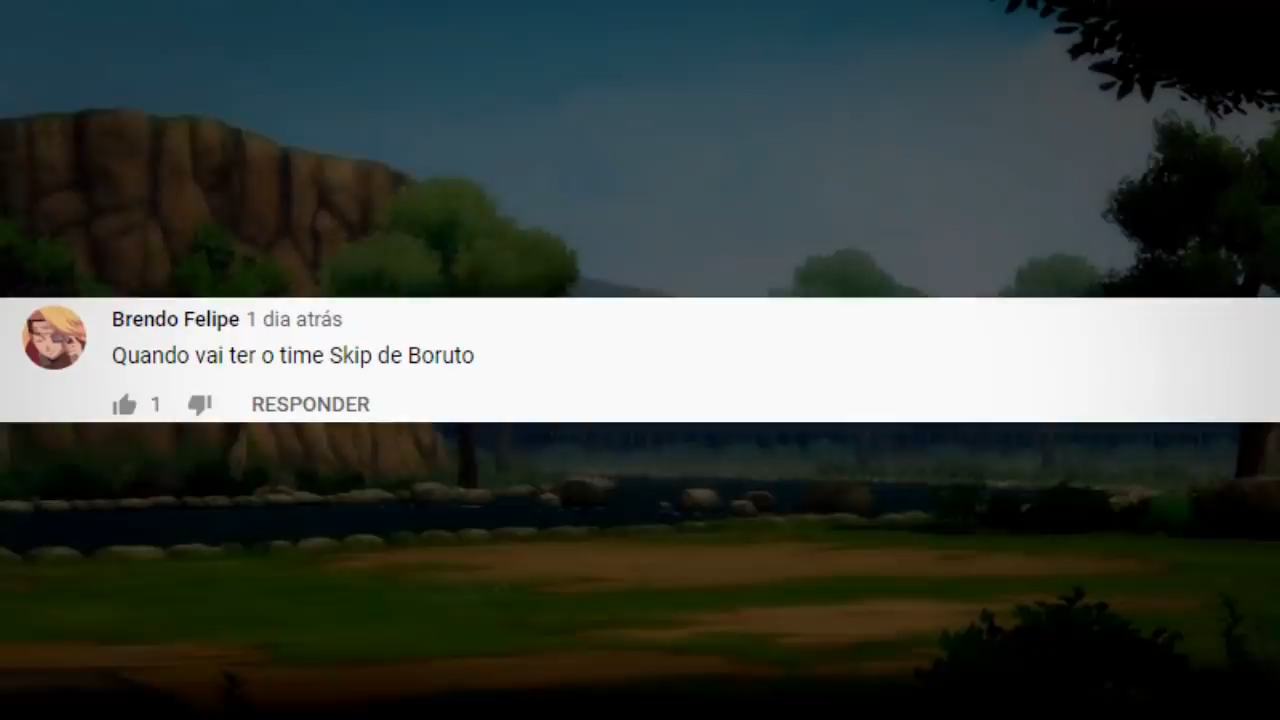 Brendo Felipe 1 dia atrás
Quando vai ter o time Skip de Boruto
1 RESPONDER